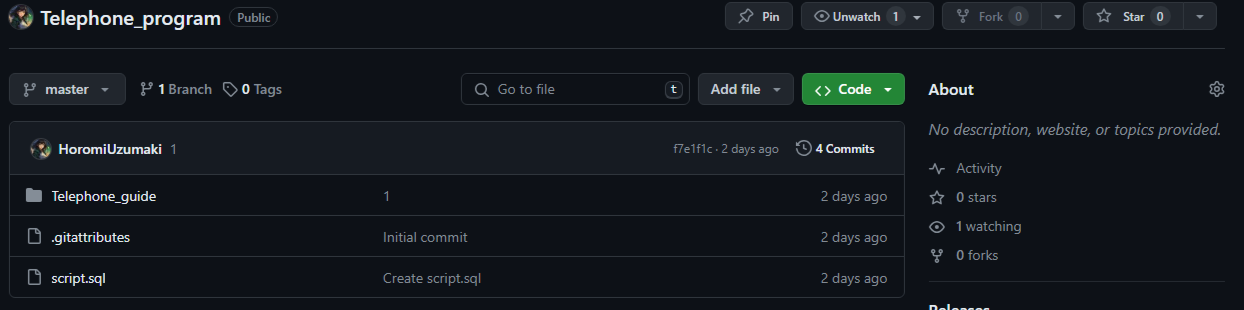 Telephone_program Public Pin Unwatch 1 Fork 0 Star 0
master 1 Branch 0 Tags Go to file t Add file Code
About
No description, website, or topics provided.
HoromiUzumaki 1 f7e1f1c · 2 days ago 4 Commits
Activity
Telephone_guide 1 2 days ago
0 stars
.gitattributes Initial commit 2 days ago
1 watching
0 forks
script.sql Create script.sql 2 days ago
Releases